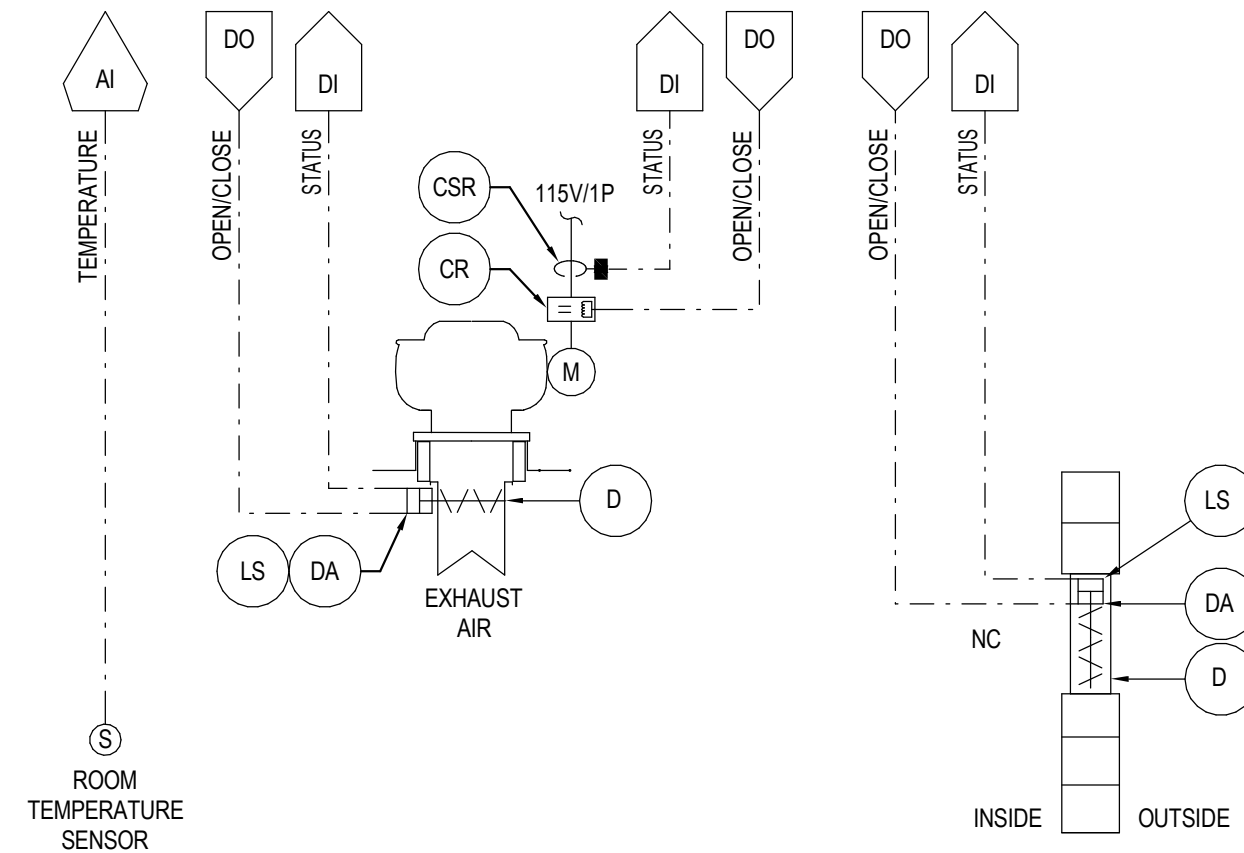 AI
DO
DI
DI
DO
DO
DI
TEMPERATURE
OPEN/CLOSE
STATUS
STATUS
OPEN/CLOSE
OPEN/CLOSE
STATUS
CSR
115V/1P
CR
M
D
LS
DA
EXHAUST
AIR
LS
DA
NC
D
S
ROOM
TEMPERATURE
SENSOR
INSIDE
OUTSIDE